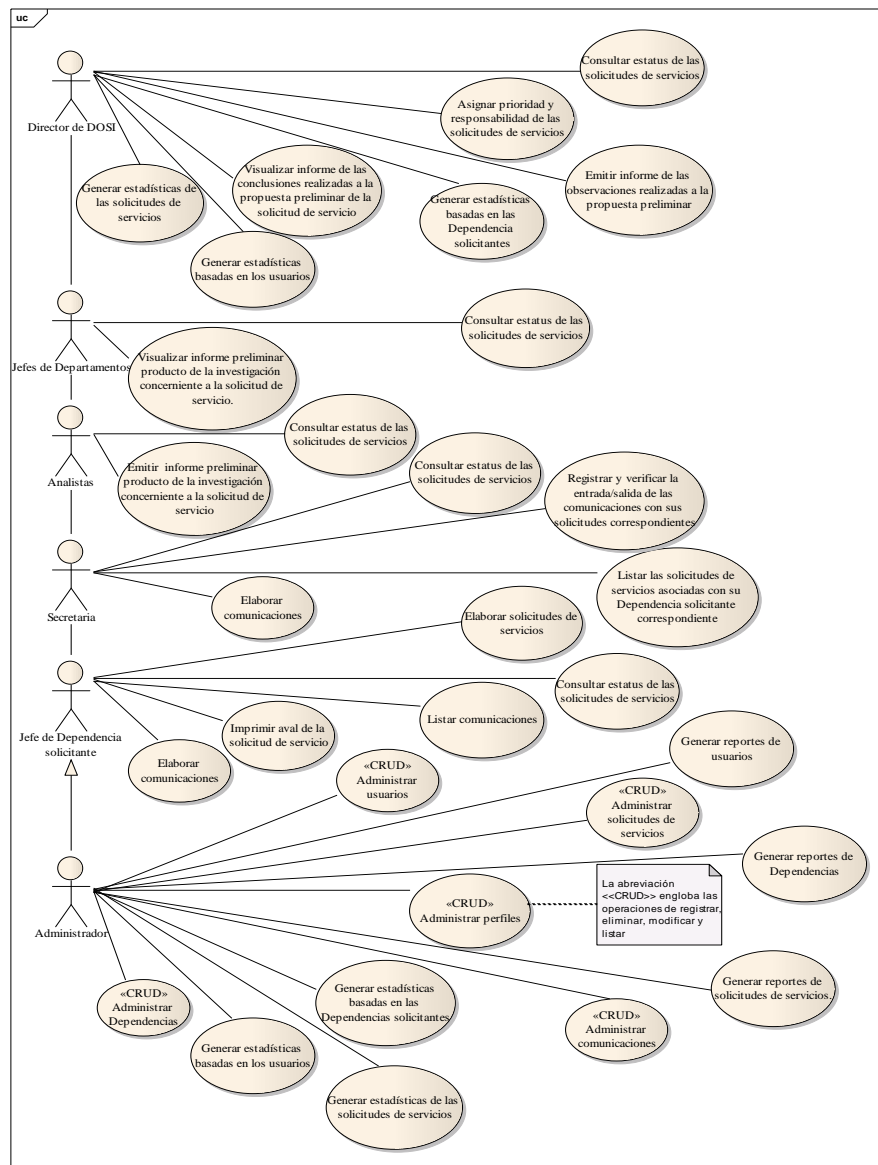 uc
Consultar estatus de las
solicitudes de servicios
Asignar prioridad y
responsabilidad de las
solicitudes de servicios
Director de DOSI
Visualizar informe de las
conclusiones realizadas a la
propuesta preliminar de la
solicitud de servicio
Emitir informe de las
observaciones realizadas a la
propuesta preliminar
Generar estadísticas de
las solicitudes de
servicios
Generar estadísticas
basadas en las
Dependencia
solicitantes
Generar estadísticas
basadas en los usuarios
Consultar estatus de las
solicitudes de servicios
Jefes de Departamentos
Visualizar informe preliminar
producto de la investigación
concerniente a la solicitud de
servicio.
Consultar estatus de las
solicitudes de servicios
Analistas
Emitir informe preliminar
producto de la investigación
concerniente a la solicitud de
servicio
Consultar estatus de las
solicitudes de servicios
Registrar y verificar la
entrada/salida de las
comunicaciones con sus
solicitudes correspondientes
Listar las solicitudes de
servicios asociadas con su
Dependencia solicitante
correspondiente
Secretaria
Elaborar
comunicaciones
Elaborar solicitudes de
servicios
Consultar estatus de las
solicitudes de servicios
Listar comunicaciones
Jefe de Dependencia
solicitante
Imprimir aval de la
solicitud de servicio
Elaborar
comunicaciones
Generar reportes de
usuarios
«CRUD»
Administrar
usuarios
«CRUD»
Administrar
solicitudes de
servicios
Generar reportes de
Dependencias
La abreviación
<<CRUD>> engloba las
operaciones de registrar,
eliminar, modificar y
listar
«CRUD»
Administrar perfiles
Administrador
Generar reportes de
solicitudes de servicios.
«CRUD»
Administrar
Dependencias
Generar estadísticas
basadas en las
Dependencias solicitantes
«CRUD»
Administrar
comunicaciones
Generar estadísticas
basadas en los usuarios
Generar estadísticas de las
solicitudes de servicios